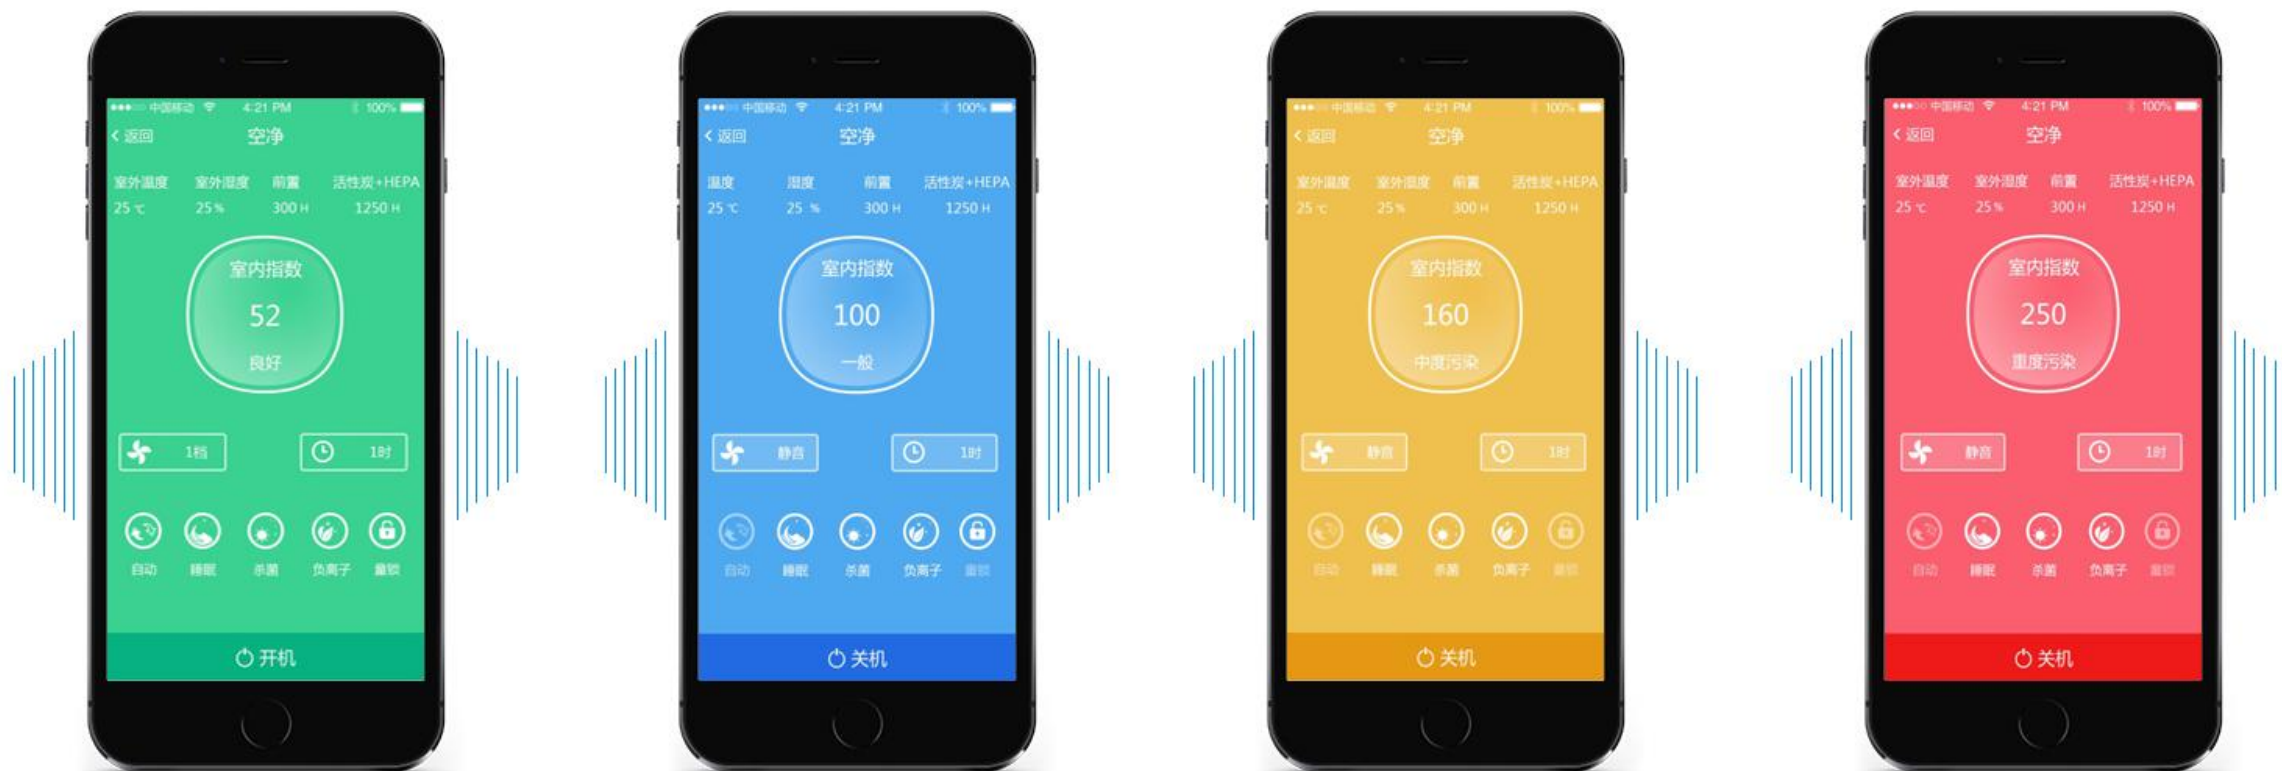 中国移动 4:21 PM 100%
返回 空净
室外温度 室外湿度 前置 活性炭+HEPA
25 ℃ 25 % 300 H 1250 H
室内指数
52
良好
1档 1时
自动 睡眠 杀菌 负离子 童锁
开机
中国移动 4:21 PM 100%
返回 空净
温度 湿度 前置 活性炭+HEPA
25 ℃ 25 % 300 H 1250 H
室内指数
100
一般
静音 1时
自动 睡眠 杀菌 负离子 童锁
关机
中国移动 4:21 PM 100%
返回 空净
室外温度 室外湿度 前置 活性炭+HEPA
25 ℃ 25 % 300 H 1250 H
室内指数
160
中度污染
静音 1时
自动 睡眠 杀菌 负离子 童锁
关机
中国移动 4:21 PM 100%
返回 空净
室外温度 室外湿度 前置 活性炭+HEPA
25 ℃ 25 % 300 H 1250 H
室内指数
250
重度污染
静音 1时
自动 睡眠 杀菌 负离子 童锁
关机